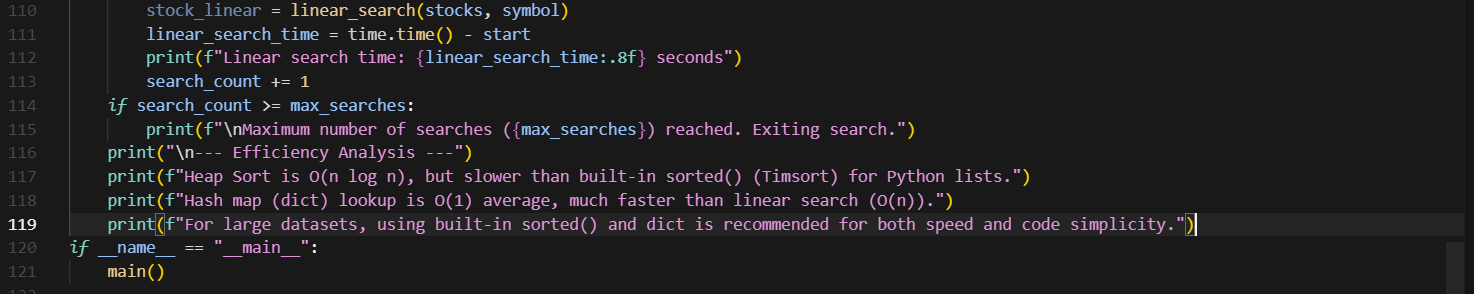 110 stock_linear = linear_search(stocks, symbol)
111 linear_search_time = time.time() - start
112 print(f"Linear search time: {linear_search_time:.8f} seconds")
113 search_count += 1
114 if search_count >= max_searches:
115 print(f"\nMaximum number of searches ({max_searches}) reached. Exiting search.")
116 print("\n--- Efficiency Analysis ---")
117 print(f"Heap Sort is O(n log n), but slower than built-in sorted() (Timsort) for Python lists.")
118 print(f"Hash map (dict) lookup is O(1) average, much faster than linear search (O(n)).")
119 print(f"For large datasets, using built-in sorted() and dict is recommended for both speed and code simplicity.")
120 if __name__ == "__main__":
121 main()